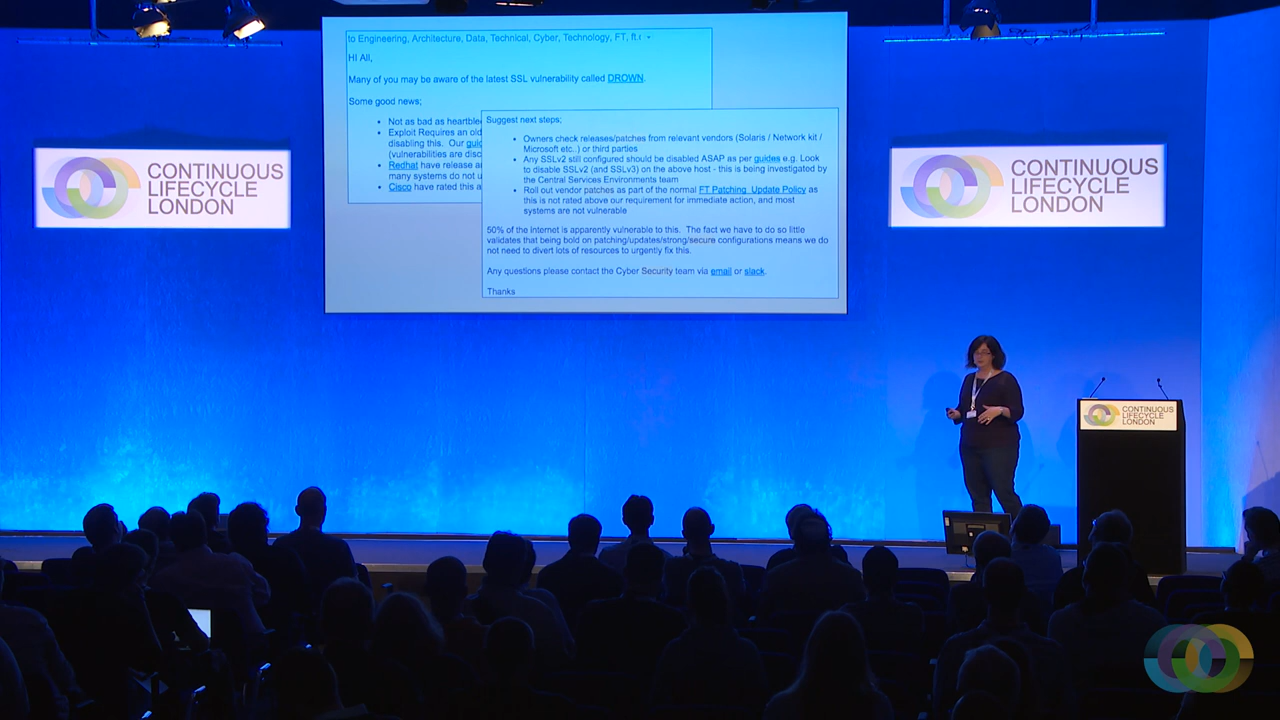 to Engineering, Architecture, Data, Technical, Cyber, Technology, FT,
HI All,
Many of you may be aware of the latest SSL vulnerability called DROWN.
Some good news;
Not as bad as
Exploit Requires an old
disabling this. Our
(vulnerabilities are
Redhat have release
many systems do not
Cisco have rated this
Suggest next steps;
Owners check releases/patches from relevant vendors (Solaris / Network kit /
Microsoft etc..) or third parties
Any SSLv2 still configured should be disabled ASAP as per guides e.g. Look
to disable SSLv2 (and SSLv3) on the above host - this is being investigated by
the Central Services Environments team
Roll out vendor patches as part of the normal FT Patching Update Policy as
this is not rated above our requirement for immediate action, and most
systems are not vulnerable
50% of the internet is apparently vulnerable to this. The fact we have to do so little
validates that being bold on patching/updates/strong/secure configurations means we do
not need to divert lots of resources to urgently fix this.
Any questions please contact the Cyber Security team via email or slack.
Thanks
CONTINUOUS
LIFECYCLE
LONDON
CONTINUOUS
LIFECYCLE
LONDON
CONTINUOUS
LIFECYCLE
LONDON